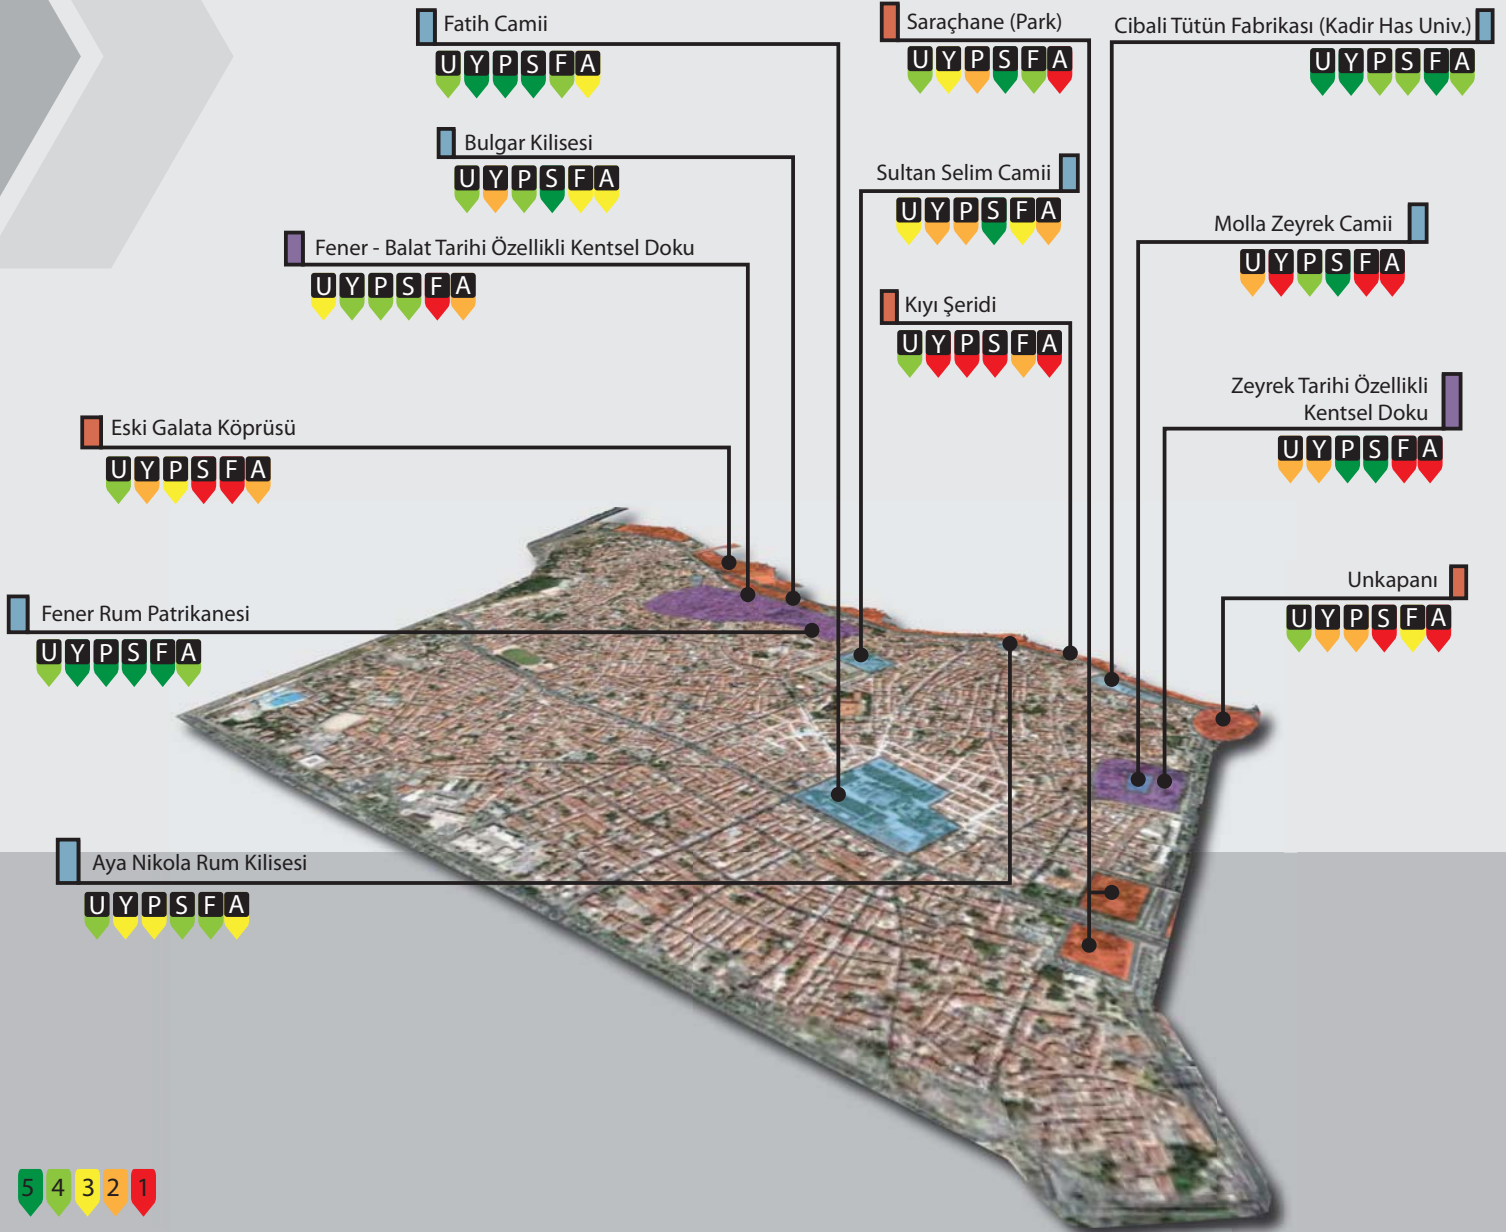 Fatih Camii
U Y P S F A
Saraçhane (Park)
U Y P S F A
Cibali Tütün Fabrikası (Kadir Has Univ.)
U Y P S F A
Bulgar Kilisesi
U Y P S F A
Sultan Selim Camii
U Y P S F A
Molla Zeyrek Camii
U Y P S F A
Fener - Balat Tarihi Özellikli Kentsel Doku
U Y P S F A
Kıyı Şeridi
U Y P S F A
Zeyrek Tarihi Özellikli
Kentsel Doku
U Y P S F A
Eski Galata Köprüsü
U Y P S F A
Unkapanı
U Y P S F A
Fener Rum Patrikanesi
U Y P S F A
Aya Nikola Rum Kilisesi
U Y P S F A
5 4 3 2 1